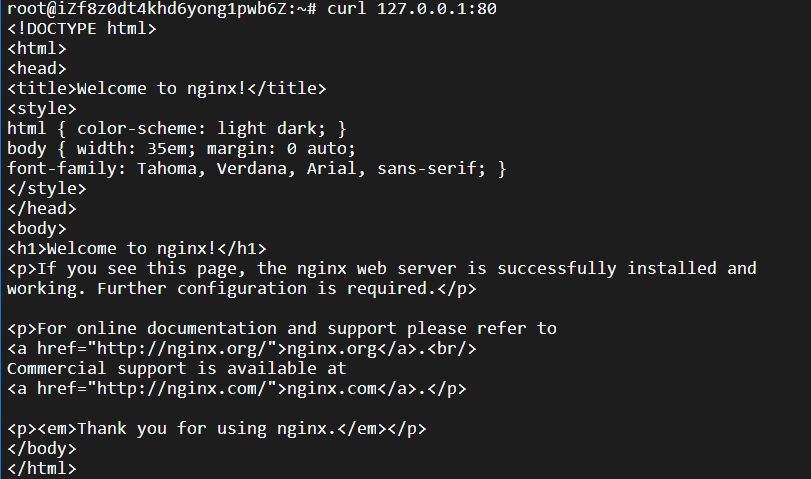 root@iZf8z0dt4khd6yong1pwb6Z:~# curl 127.0.0.1:80
<!DOCTYPE html>
<html>
<head>
<title>Welcome to nginx!</title>
<style>
html { color-scheme: light dark; }
body { width: 35em; margin: 0 auto;
font-family: Tahoma, Verdana, Arial, sans-serif; }
</style>
</head>
<body>
<h1>Welcome to nginx!</h1>
<p>If you see this page, the nginx web server is successfully installed and
working. Further configuration is required.</p>

<p>For online documentation and support please refer to
<a href="http://nginx.org/">nginx.org</a>.<br/>
Commercial support is available at
<a href="http://nginx.com/">nginx.com</a>.</p>

<p><em>Thank you for using nginx.</em></p>
</body>
</html>